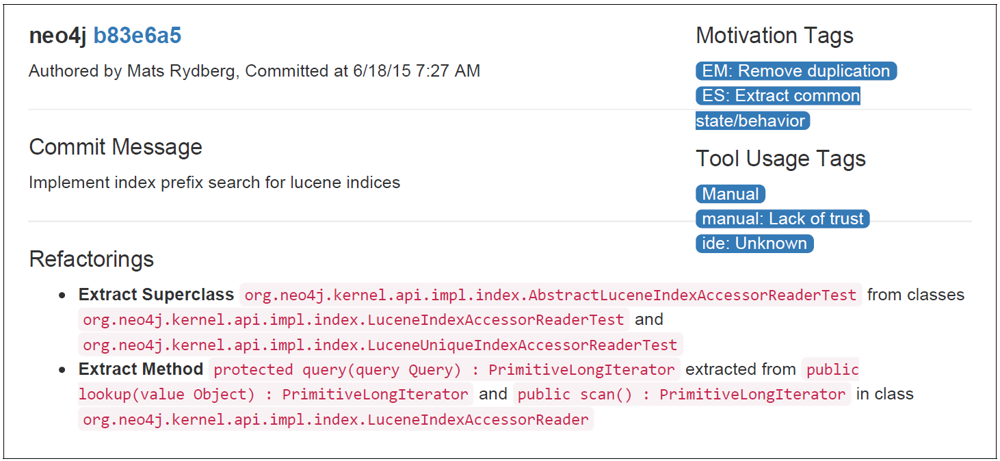 neo4j b83e6a5
Authored by Mats Rydberg, Committed at 6/18/15 7:27 AM
Commit Message
Implement index prefix search for lucene indices
Motivation Tags
EM: Remove duplication
ES: Extract common
state/behavior
Tool Usage Tags
Manual
manual: Lack of trust
ide: Unknown
Refactorings
• Extract Superclass org.neo4j.kernel.api.impl.index.AbstractLuceneIndexAccessorReaderTest from classes
org.neo4j.kernel.api.impl.index.LuceneIndexAccessorReaderTest and
org.neo4j.kernel.api.impl.index.LuceneUniqueIndexAccessorReaderTest
• Extract Method protected query(query Query) : PrimitiveLongIterator extracted from public
lookup(value Object) : PrimitiveLongIterator and public scan() : PrimitiveLongIterator in class
org.neo4j.kernel.api.impl.index.LuceneIndexAccessorReader